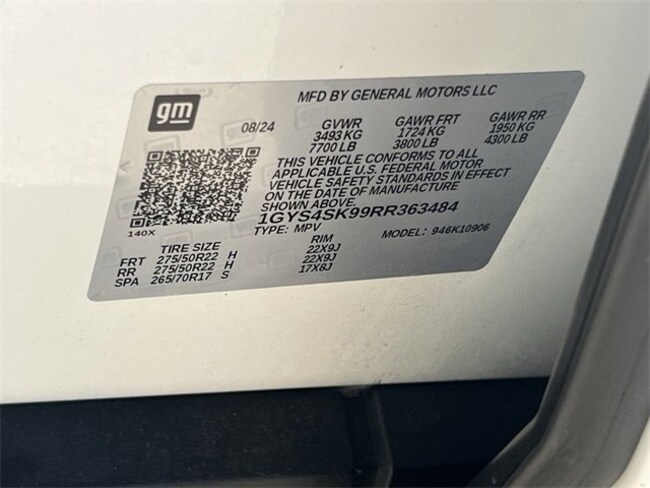 gm
MFD BY GENERAL MOTORS LLC
08/24
GVWR GAWR FRT GAWR RR
3493 KG 1724 KG 1950 KG
7700 LB 3800 LB 4300 LB
THIS VEHICLE CONFORMS TO ALL
APPLICABLE U.S. FEDERAL MOTOR
VEHICLE SAFETY STANDARDS IN EFFECT
ON THE DATE OF MANUFACTURE
SHOWN ABOVE.
1GYS4SK99RR363484
140X
TYPE: MPV MODEL: 946K10906
TIRE SIZE RIM
FRT 275/50R22 H 22X9J
RR 275/50R22 H 22X9J
SPA 265/70R17 S 17X8J